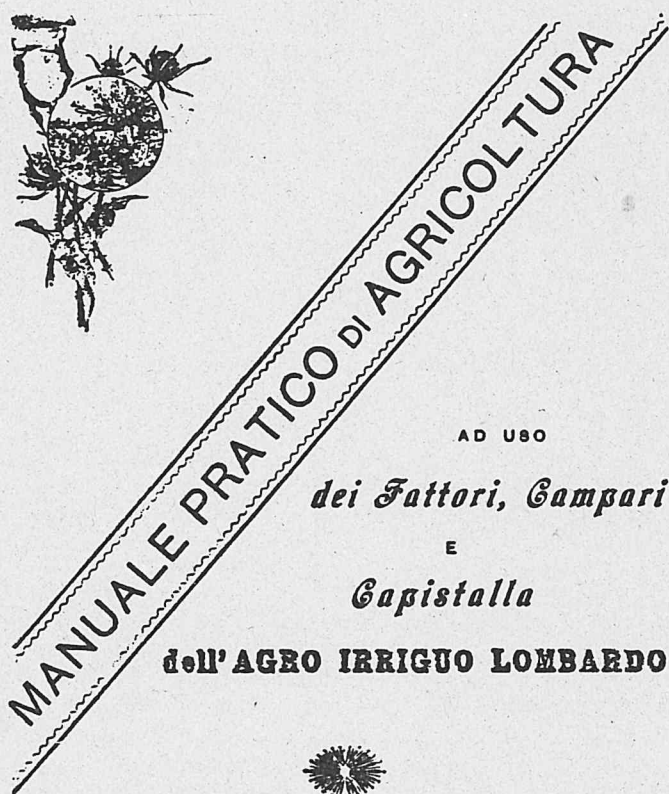 MANUALE PRATICO DI AGRICOLTURA
AD USO
dei Fattori, Campari
E
Capistalla
dell'AGRO IRRIGUO LOMBARDO